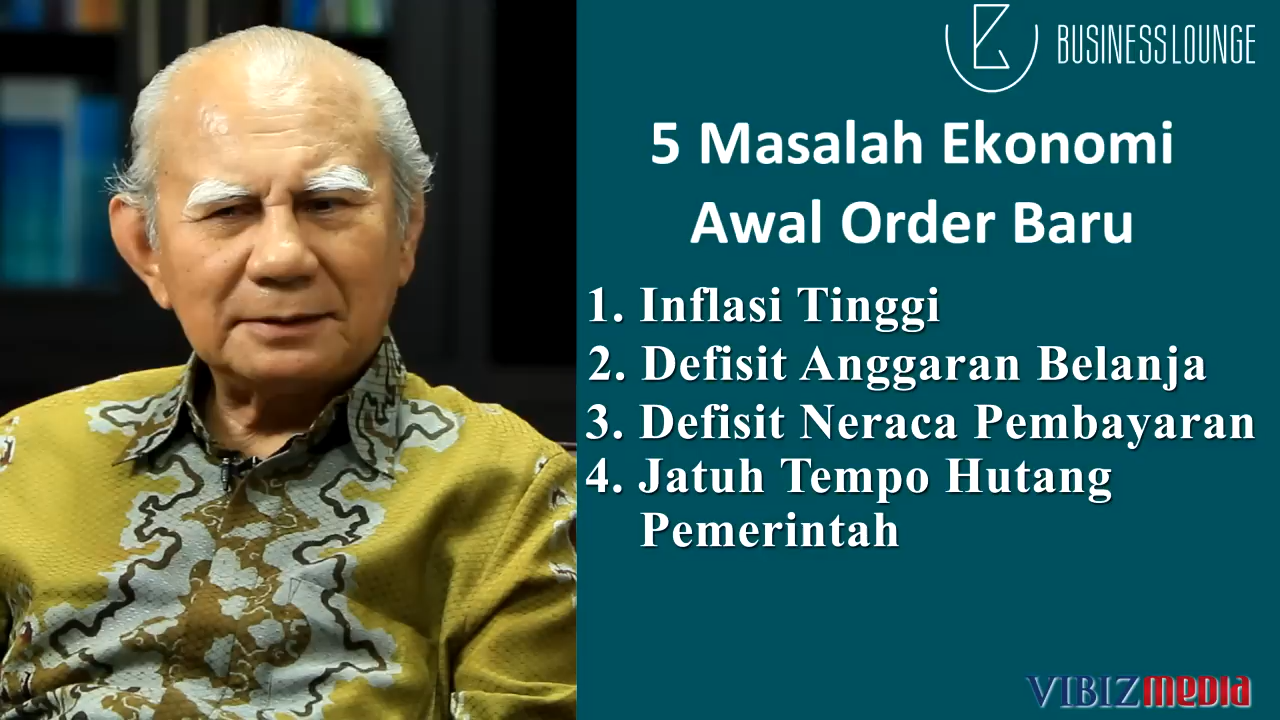 BUSINESSLOUNGE
5 Masalah Ekonomi
Awal Order Baru
1. Inflasi Tinggi
2. Defisit Anggaran Belanja
3. Defisit Neraca Pembayaran
4. Jatuh Tempo Hutang
Pemerintah
VIBIZMEDIA